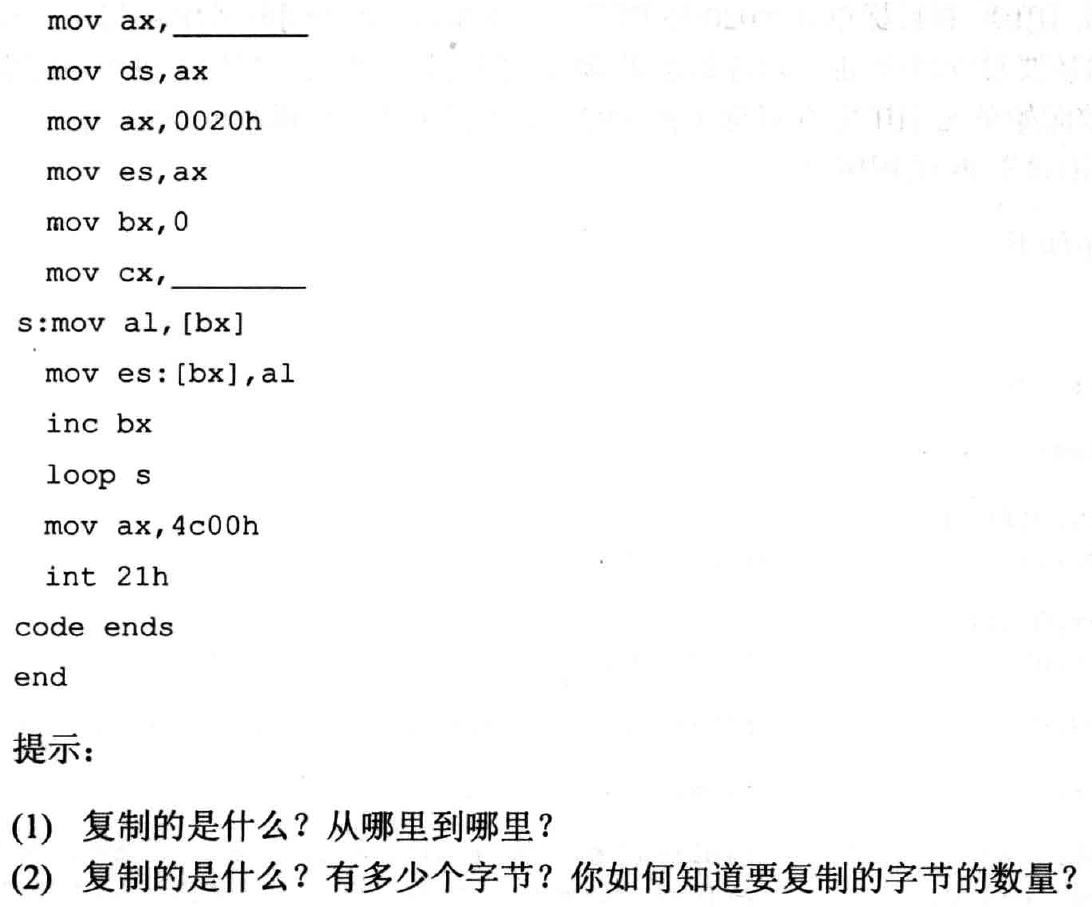 mov ax,________
mov ds,ax
mov ax,0020h
mov es,ax
mov bx,0
mov cx,________
s:mov al,[bx]
mov es:[bx],al
inc bx
loop s
mov ax,4c00h
int 21h
code ends
end
提示：
(1) 复制的是什么？从哪里到哪里？
(2) 复制的是什么？有多少个字节？你如何知道要复制的字节的数量？